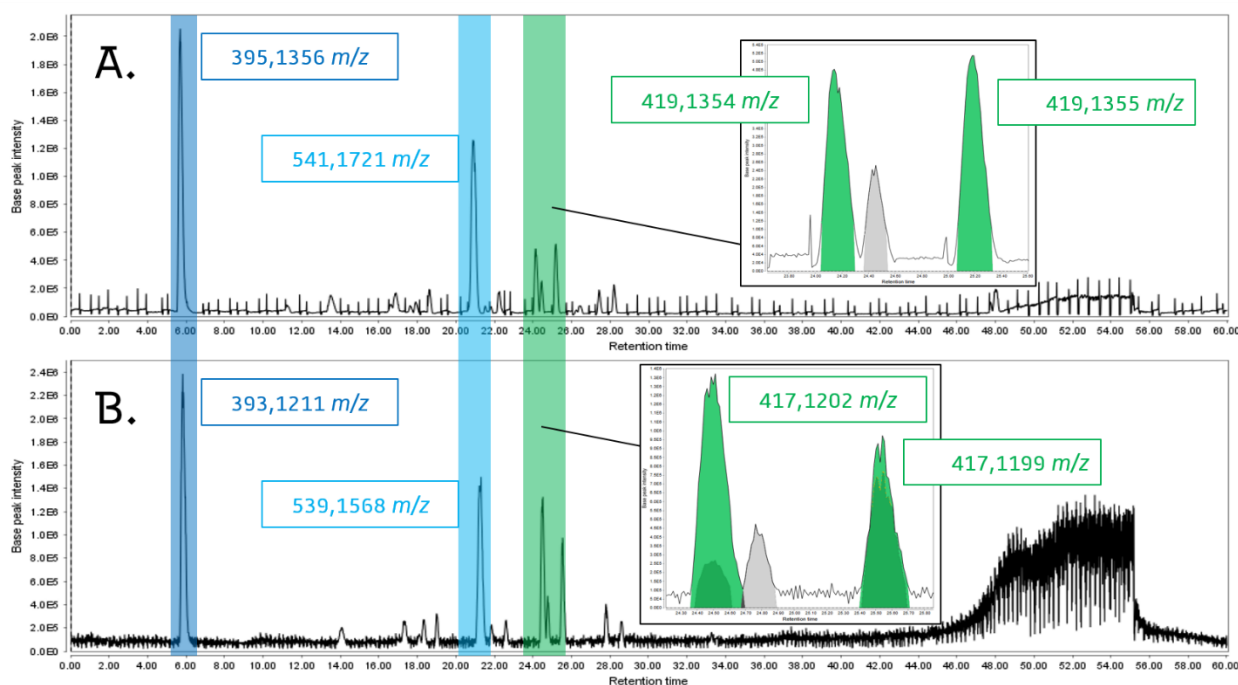 A.
395,1356 m/z
541,1721 m/z
419,1354 m/z
419,1355 m/z
Base peak intensity
2.0E6
1.8E6
1.6E6
1.4E6
1.2E6
1.0E6
8.0E5
6.0E5
4.0E5
2.0E5
0.0E0
0.00 2.00 4.00 6.00 8.00 10.00 12.00 14.00 16.00 18.00 20.00 22.00 24.00 26.00 28.00 30.00 32.00 34.00 36.00 38.00 40.00 42.00 44.00 46.00 48.00 50.00 52.00 54.00 56.00 58.00 60.00
Retention time
Base peak intensity
Retention time
B.
393,1211 m/z
539,1568 m/z
417,1202 m/z
417,1199 m/z
Base peak intensity
2.4E6
2.2E6
2.0E6
1.8E6
1.6E6
1.4E6
1.2E6
1.0E6
8.0E5
6.0E5
4.0E5
2.0E5
0.0E0
0.00 2.00 4.00 6.00 8.00 10.00 12.00 14.00 16.00 18.00 20.00 22.00 24.00 26.00 28.00 30.00 32.00 34.00 36.00 38.00 40.00 42.00 44.00 46.00 48.00 50.00 52.00 54.00 56.00 58.00 60.00
Retention time
Base peak intensity
Retention time